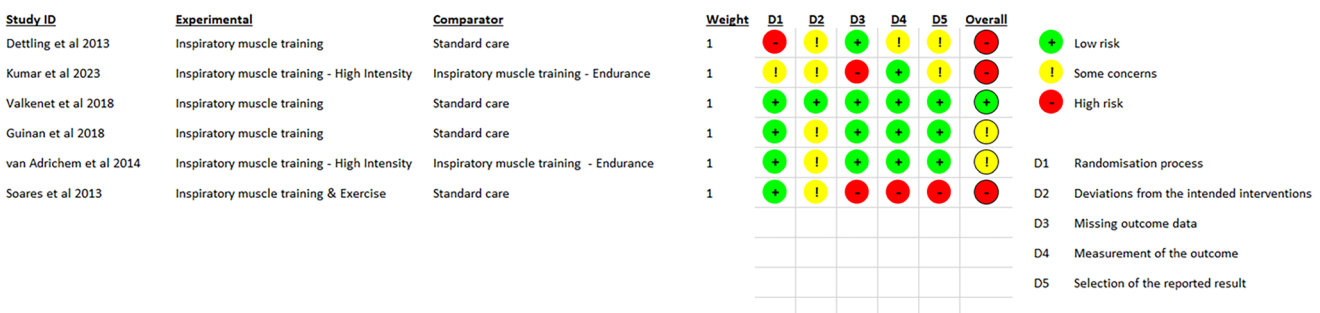 Study ID Experimental Comparator Weight D1 D2 D3 D4 D5 Overall
Dettling et al 2013 Inspiratory muscle training Standard care 1 - ! + ! ! - + Low risk
Kumar et al 2023 Inspiratory muscle training - High Intensity Inspiratory muscle training - Endurance 1 ! ! - + ! - ! Some concerns
Valkenet et al 2018 Inspiratory muscle training Standard care 1 + + + + + + - High risk
Guinan et al 2018 Inspiratory muscle training Standard care 1 + ! + + + !
van Adrichem et al 2014 Inspiratory muscle training - High Intensity Inspiratory muscle training - Endurance 1 + ! + + + ! D1 Randomisation process
Soares et al 2013 Inspiratory muscle training & Exercise Standard care 1 + ! - - - - D2 Deviations from the intended interventions
D3 Missing outcome data
D4 Measurement of the outcome
D5 Selection of the reported result